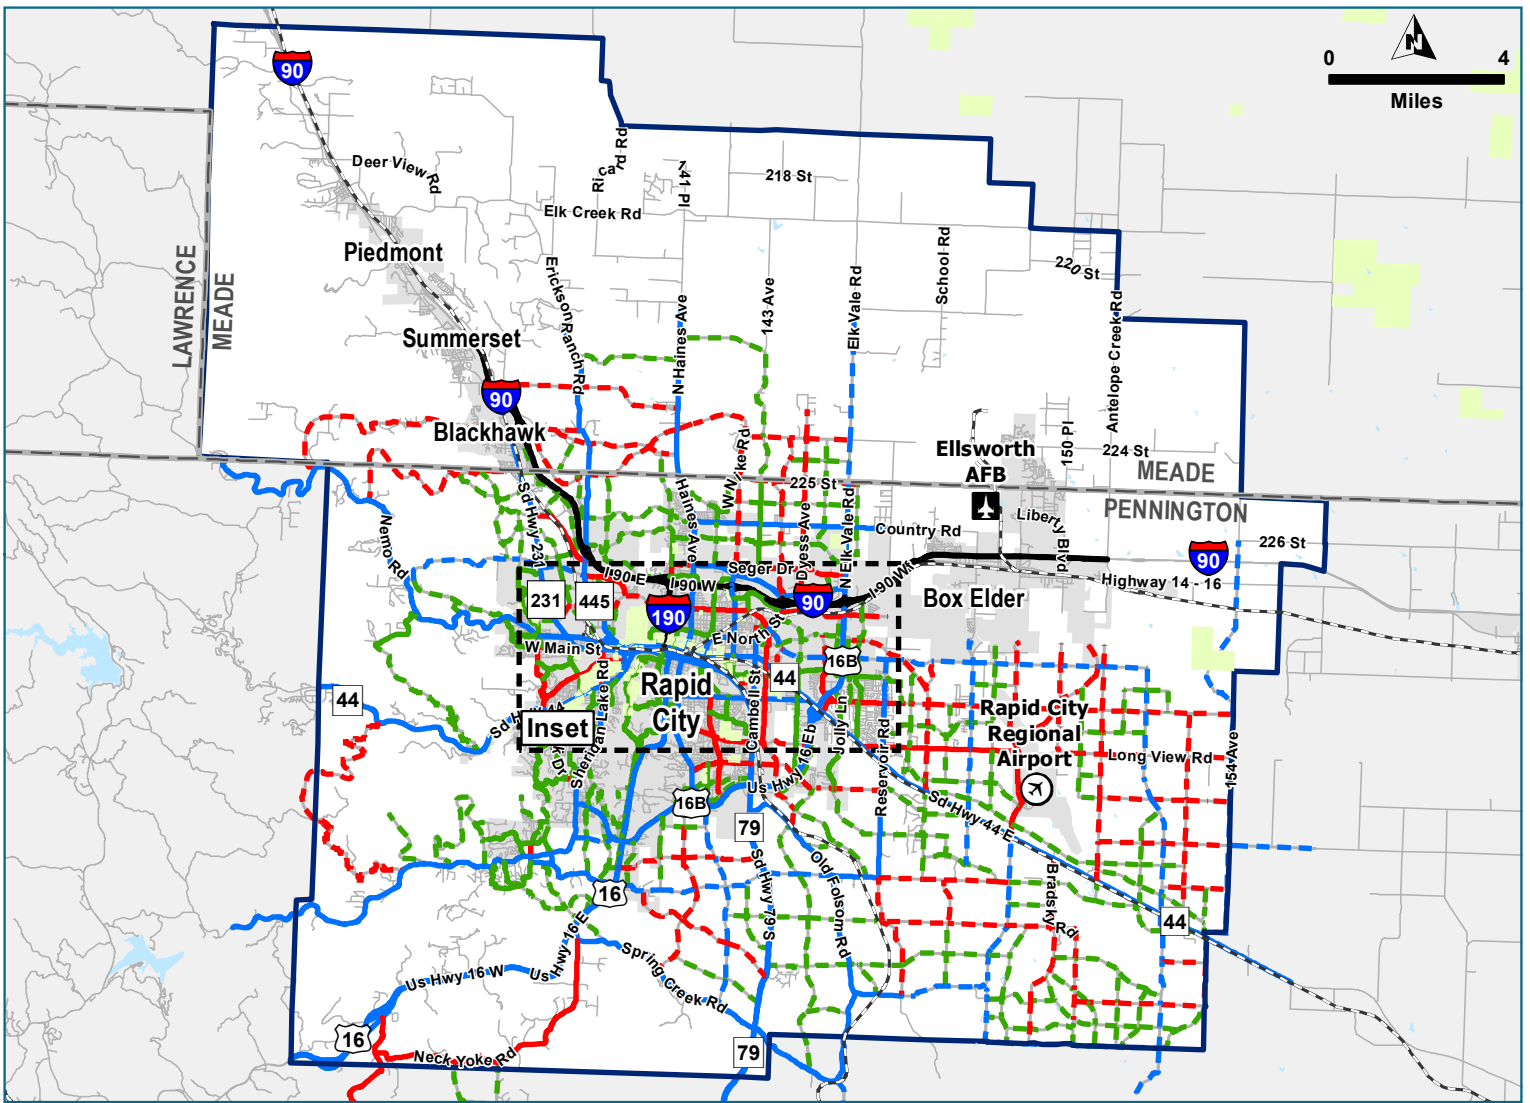 N
0 4
Miles
90
Deer View Rd
Ricard Rd
141 Pl
218 St
Elk Creek Rd
Piedmont
LAWRENCE
MEADE
Erickson Ranch Rd
N Haines Ave
143 Ave
Elk Vale Rd
School Rd
220 St
Antelope Creek Rd
Summerset
90
Blackhawk
W Nike Rd
Ellsworth
AFB
150 Pl
224 St
MEADE
PENNINGTON
225 St
Haines Ave
Sd Hwy 231
Nemo Rd
Dyess Ave
N Elk Vale Rd
Country Rd
Liberty Blvd
226 St
90
Highway 14 - 16
Seger Dr
I 90 E
I 90 W
I 90 W
231
445
190
90
Box Elder
E North St
W Main St
16B
44
44
Rapid
City
Sheridan Lake Rd
Inset
Cambell St
Jolly Ln
Reservoir Rd
Rapid City
Regional
Airport
Long View Rd
154 Ave
Us Hwy 16 Eb
16B
79
Sd Hwy 44 E
Sd Hwy 79 S
Old Folsom Rd
Bradsky Rd
16
44
Us Hwy 16 E
Us Hwy 16 W
Spring Creek Rd
16
Neck Yoke Rd
79